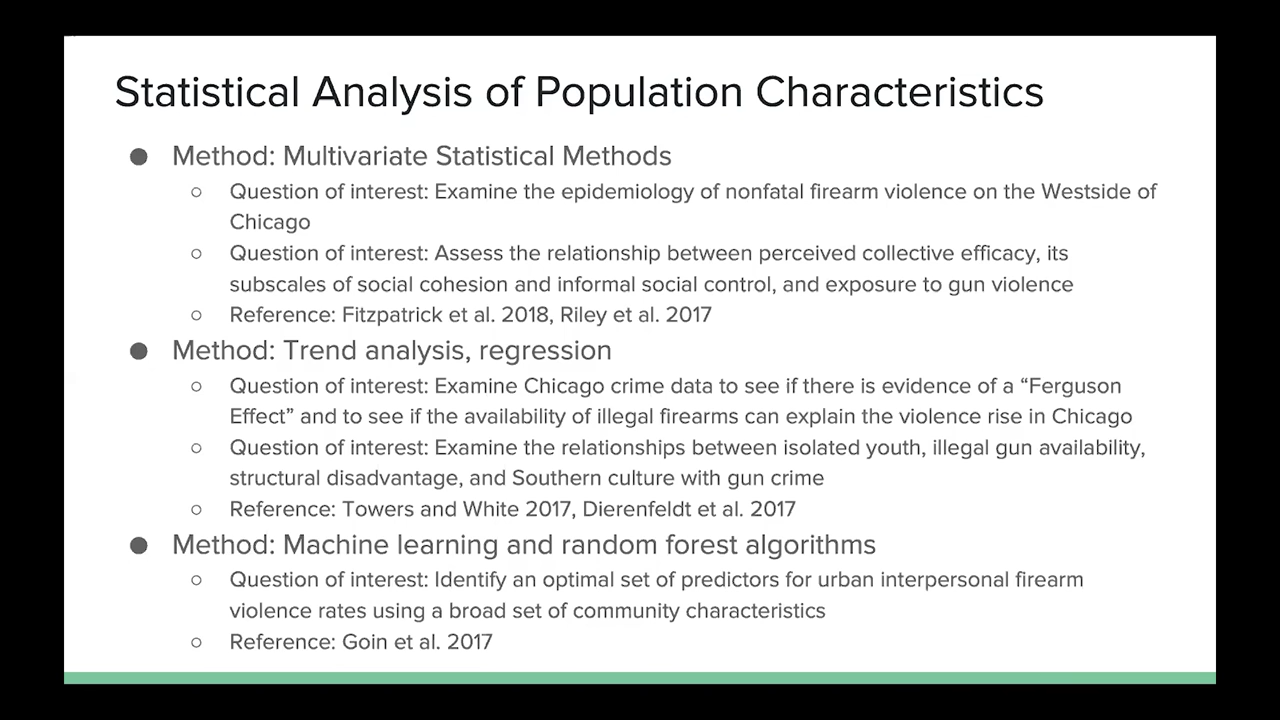 Statistical Analysis of Population Characteristics
● Method: Multivariate Statistical Methods
○ Question of interest: Examine the epidemiology of nonfatal firearm violence on the Westside of
Chicago
○ Question of interest: Assess the relationship between perceived collective efficacy, its
subscales of social cohesion and informal social control, and exposure to gun violence
○ Reference: Fitzpatrick et al. 2018, Riley et al. 2017
● Method: Trend analysis, regression
○ Question of interest: Examine Chicago crime data to see if there is evidence of a “Ferguson
Effect” and to see if the availability of illegal firearms can explain the violence rise in Chicago
○ Question of interest: Examine the relationships between isolated youth, illegal gun availability,
structural disadvantage, and Southern culture with gun crime
○ Reference: Towers and White 2017, Dierenfeldt et al. 2017
● Method: Machine learning and random forest algorithms
○ Question of interest: Identify an optimal set of predictors for urban interpersonal firearm
violence rates using a broad set of community characteristics
○ Reference: Goin et al. 2017